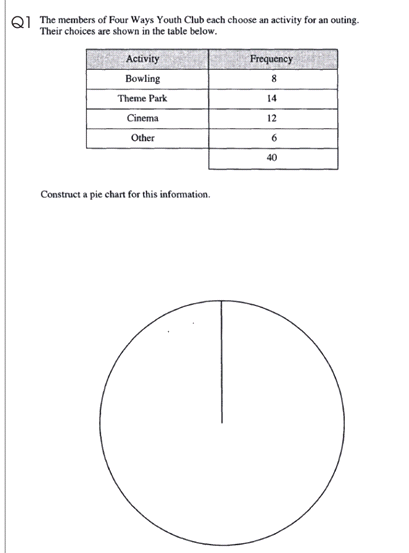 Q1 The members of Four Ways Youth Club each choose an activity for an outing.
Their choices are shown in the table below.
Activity Frequency
Bowling 8
Theme Park 14
Cinema 12
Other 6
40
Construct a pie chart for this information.